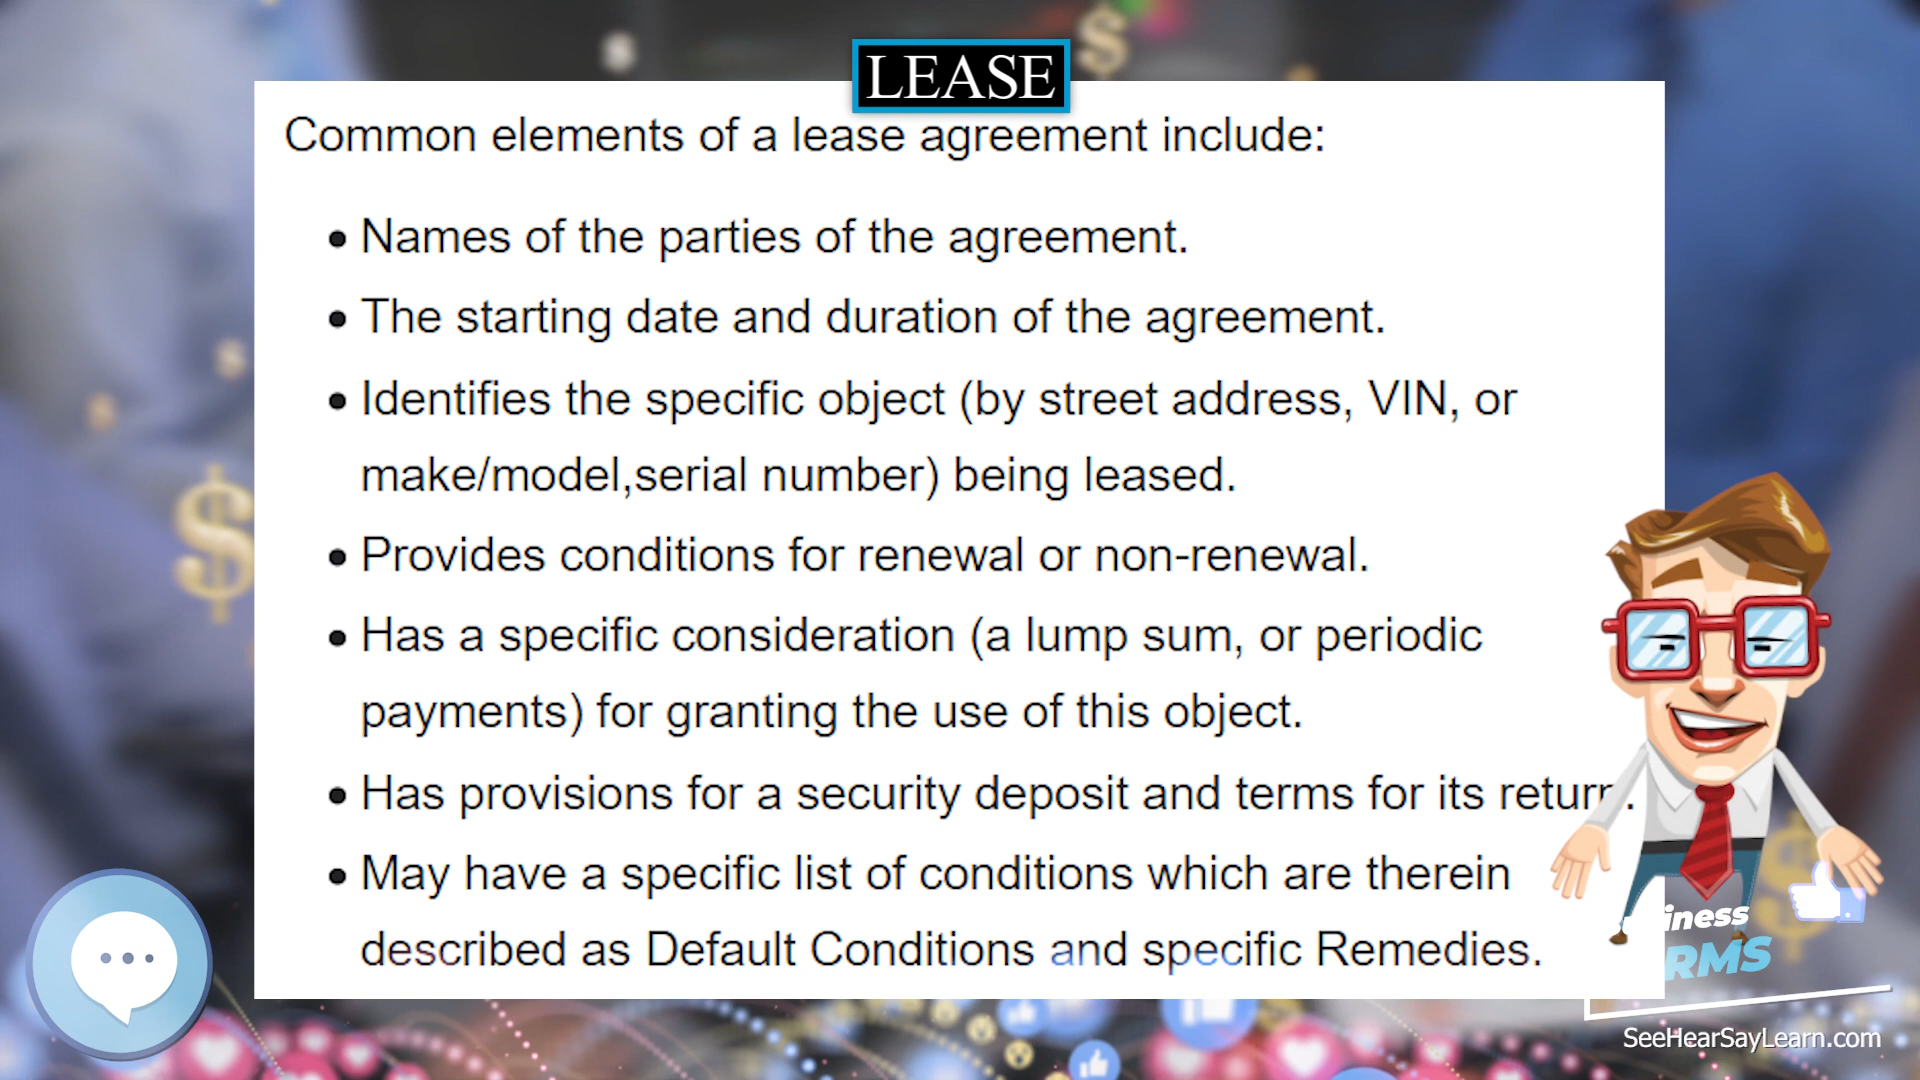 LEASE
Common elements of a lease agreement include:
• Names of the parties of the agreement.
• The starting date and duration of the agreement.
• Identifies the specific object (by street address, VIN, or
make/model,serial number) being leased.
• Provides conditions for renewal or non-renewal.
• Has a specific consideration (a lump sum, or periodic
payments) for granting the use of this object.
• Has provisions for a security deposit and terms for its return.
• May have a specific list of conditions which are therein
described as Default Conditions and specific Remedies.
SeeHearSayLearn.com